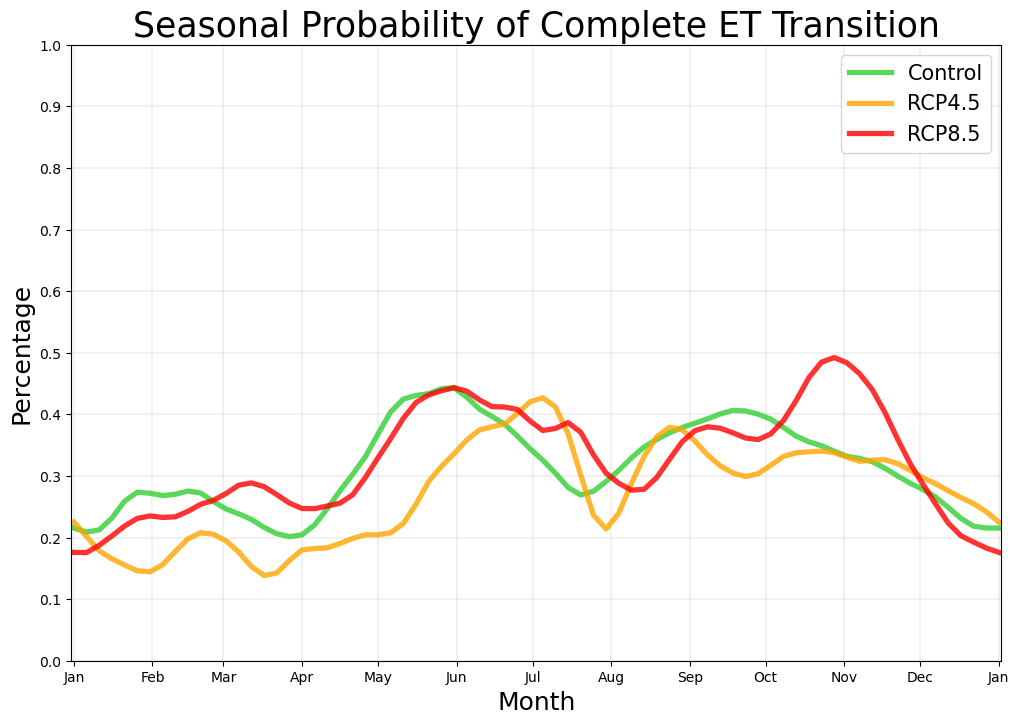 Seasonal Probability of Complete ET Transition
1.0
0.9
0.8
0.7
0.6
0.5
0.4
0.3
0.2
0.1
0.0
Percentage
Control
RCP4.5
RCP8.5
Jan Feb Mar Apr May Jun Jul Aug Sep Oct Nov Dec Jan
Month